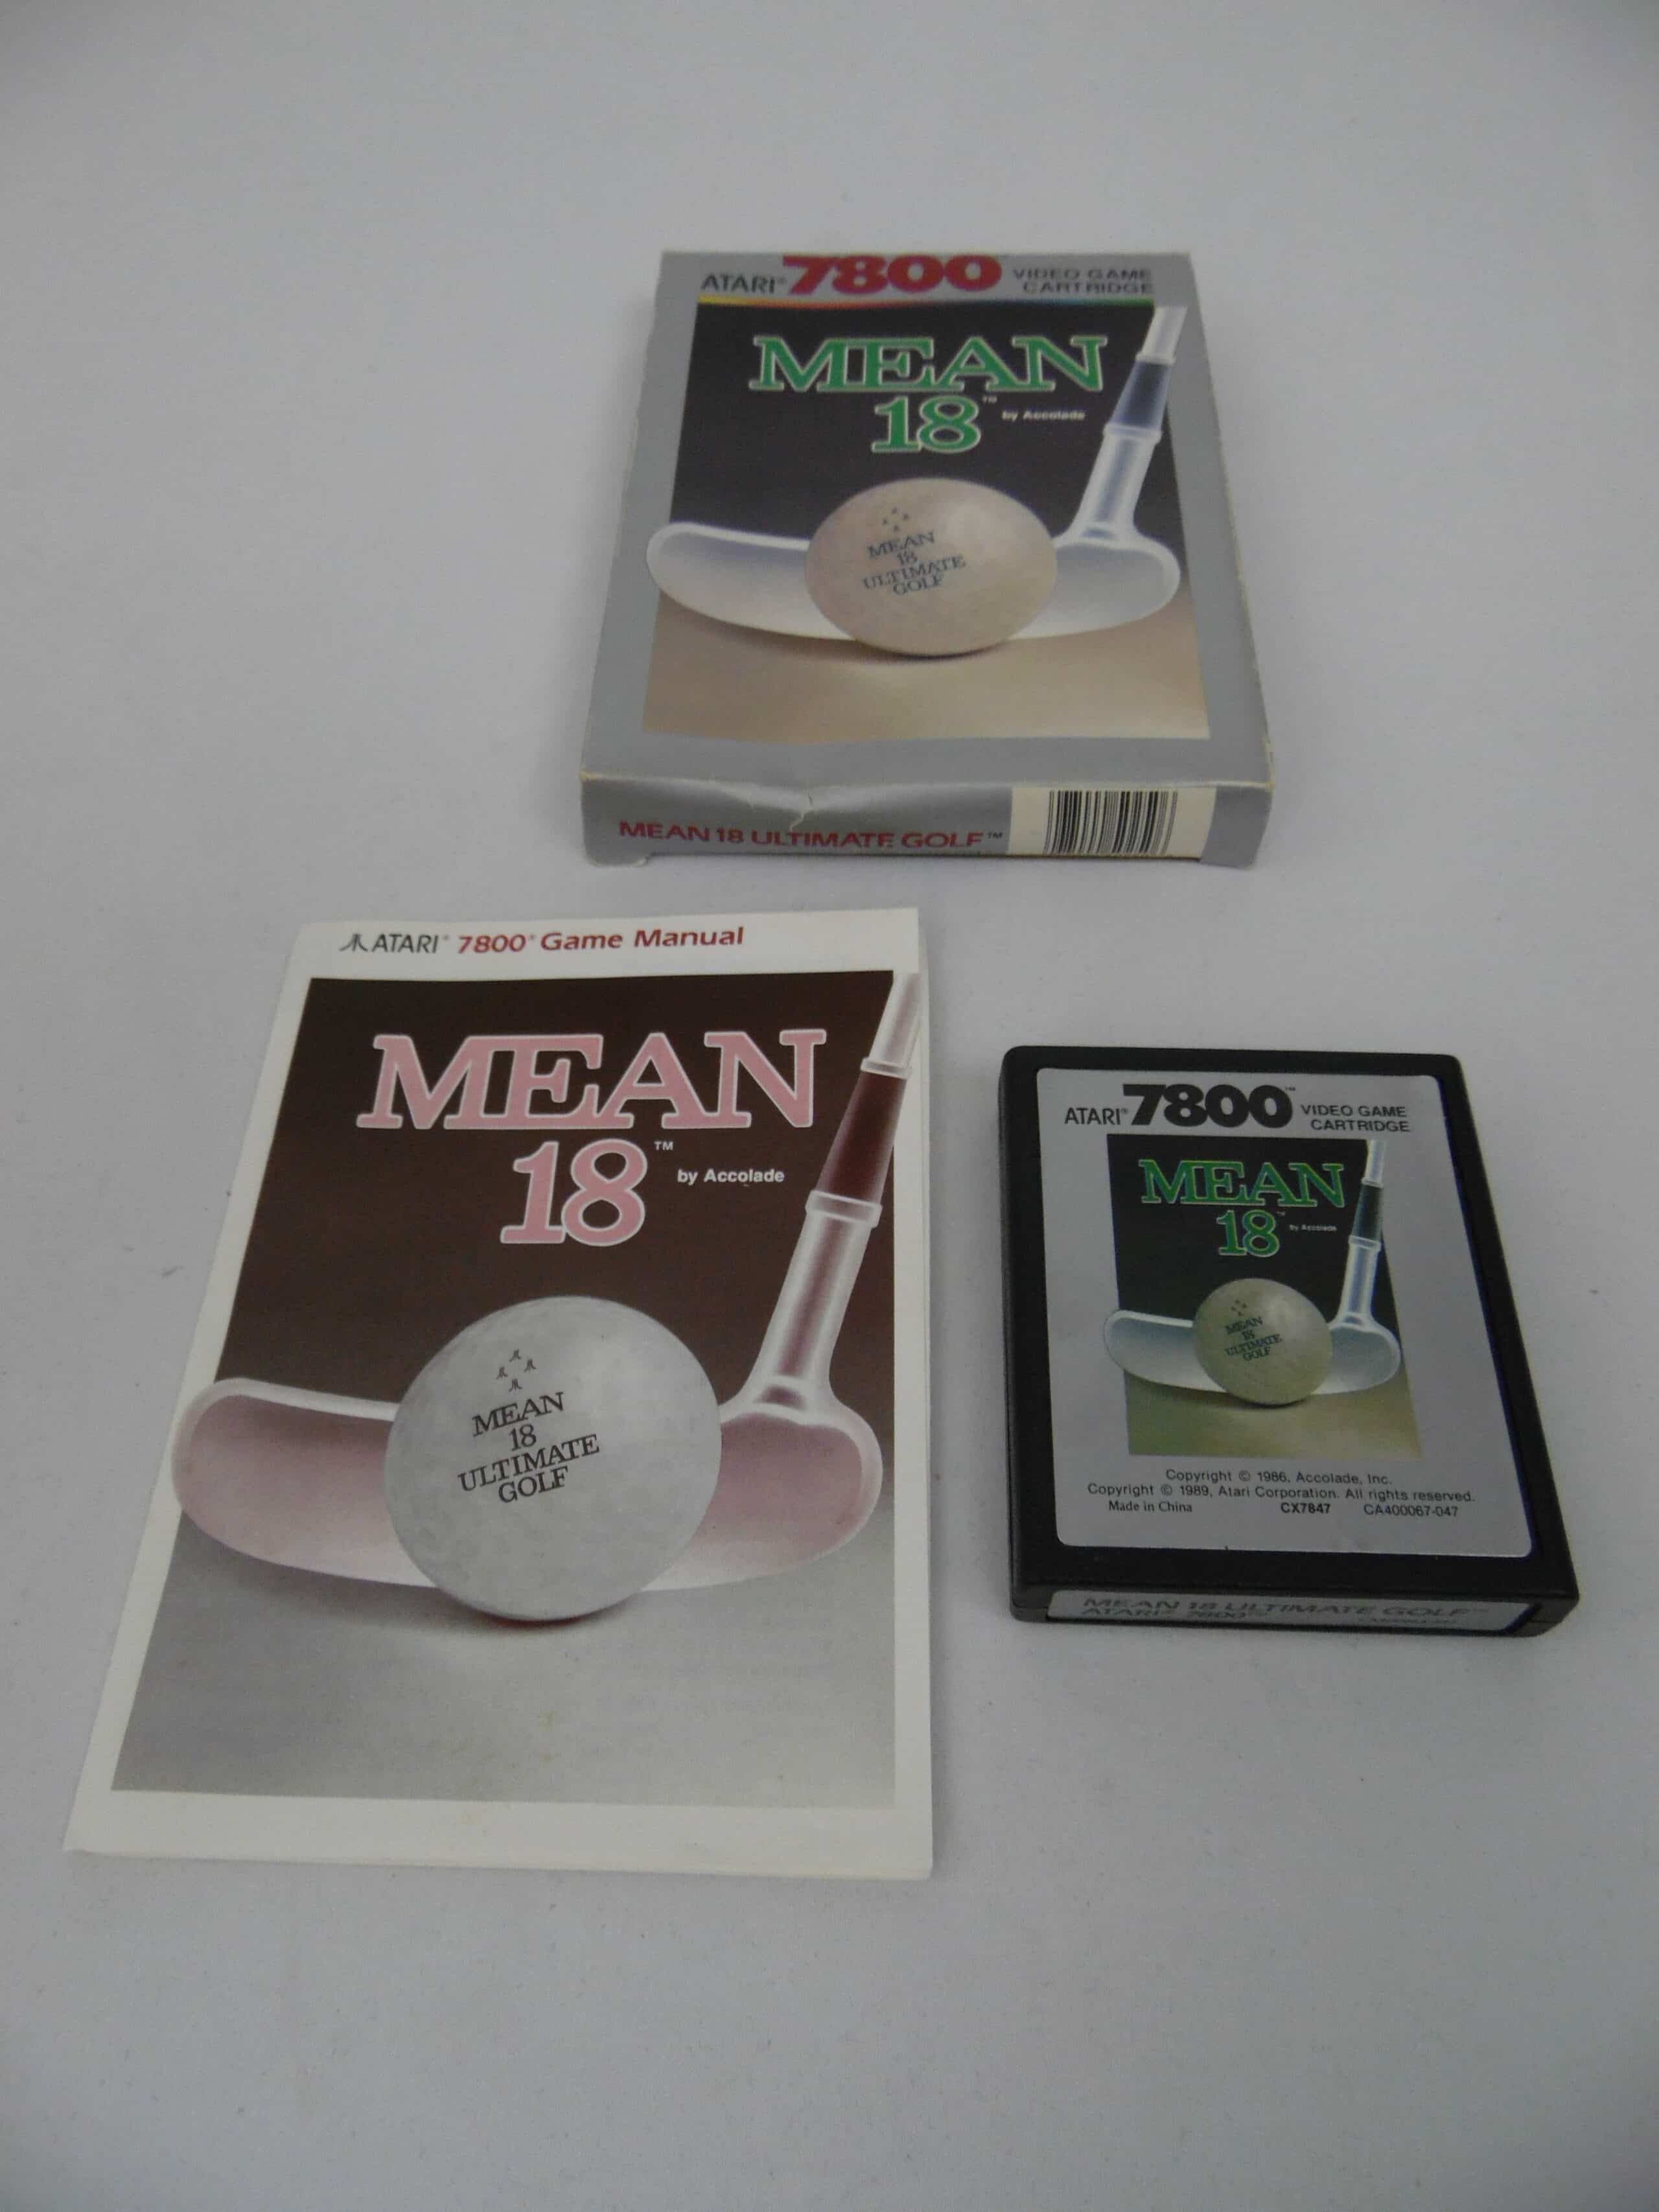 ATARI® 7800 VIDEO GAME
CARTRIDGE
MEAN
18™
by Accolade
MEAN
18
ULTIMATE
GOLF
MEAN 18 ULTIMATE GOLF™
ATARI® 7800® Game Manual
MEAN
18™
by Accolade
MEAN
18
ULTIMATE
GOLF
ATARI® 7800™ VIDEO GAME
CARTRIDGE
MEAN
18™
by Accolade
MEAN
18
ULTIMATE
GOLF
Copyright © 1986, Accolade, Inc.
Copyright © 1989, Atari Corporation. All rights reserved.
Made in China CX7847 CA400067-047
MEAN 18 ULTIMATE GOLF™
ATARI® 7800™